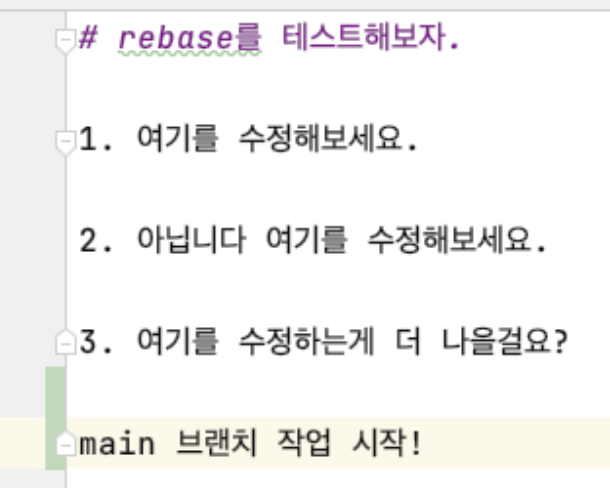 # rebase를 테스트해보자.
1. 여기를 수정해보세요.
2. 아닙니다 여기를 수정해보세요.
3. 여기를 수정하는게 더 나을걸요?
main 브랜치 작업 시작!